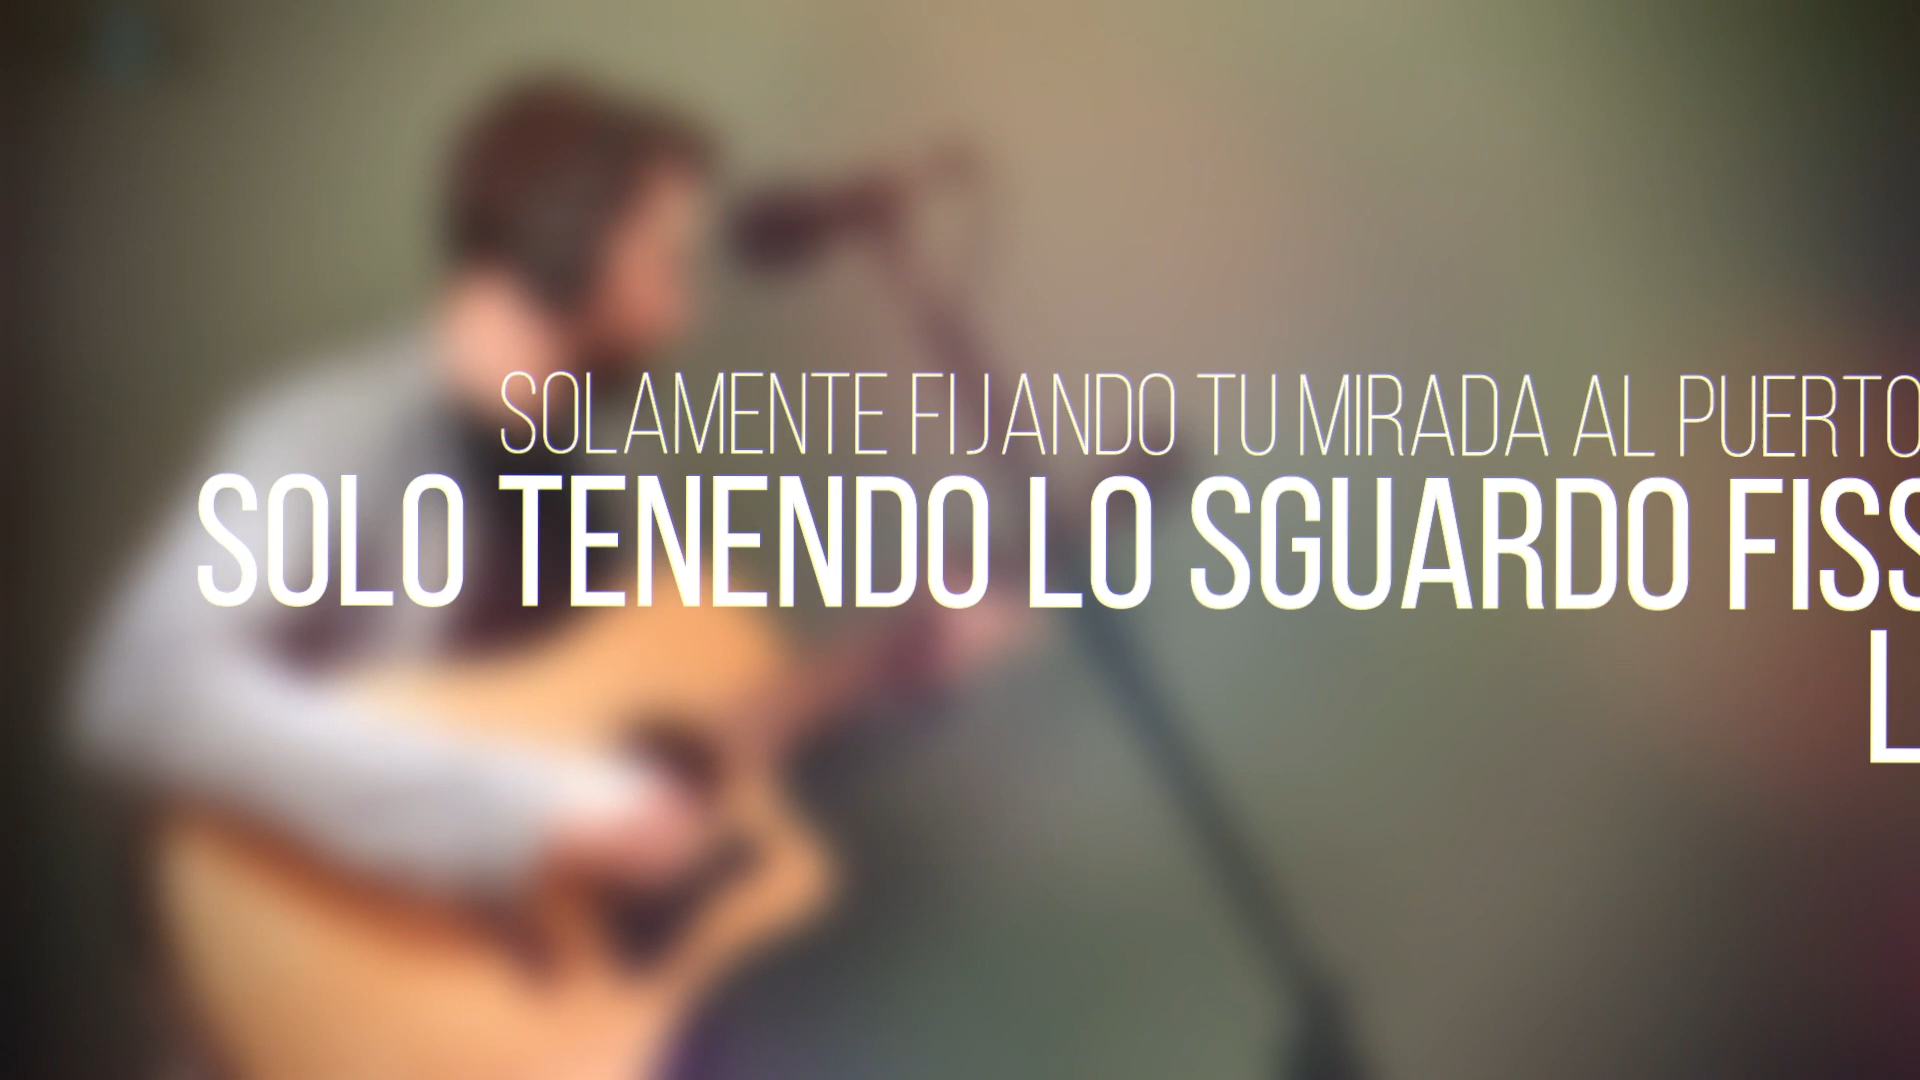 SOLAMENTE FIJANDO TU MIRADA AL PUERTO
SOLO TENENDO LO SGUARDO FISS
L